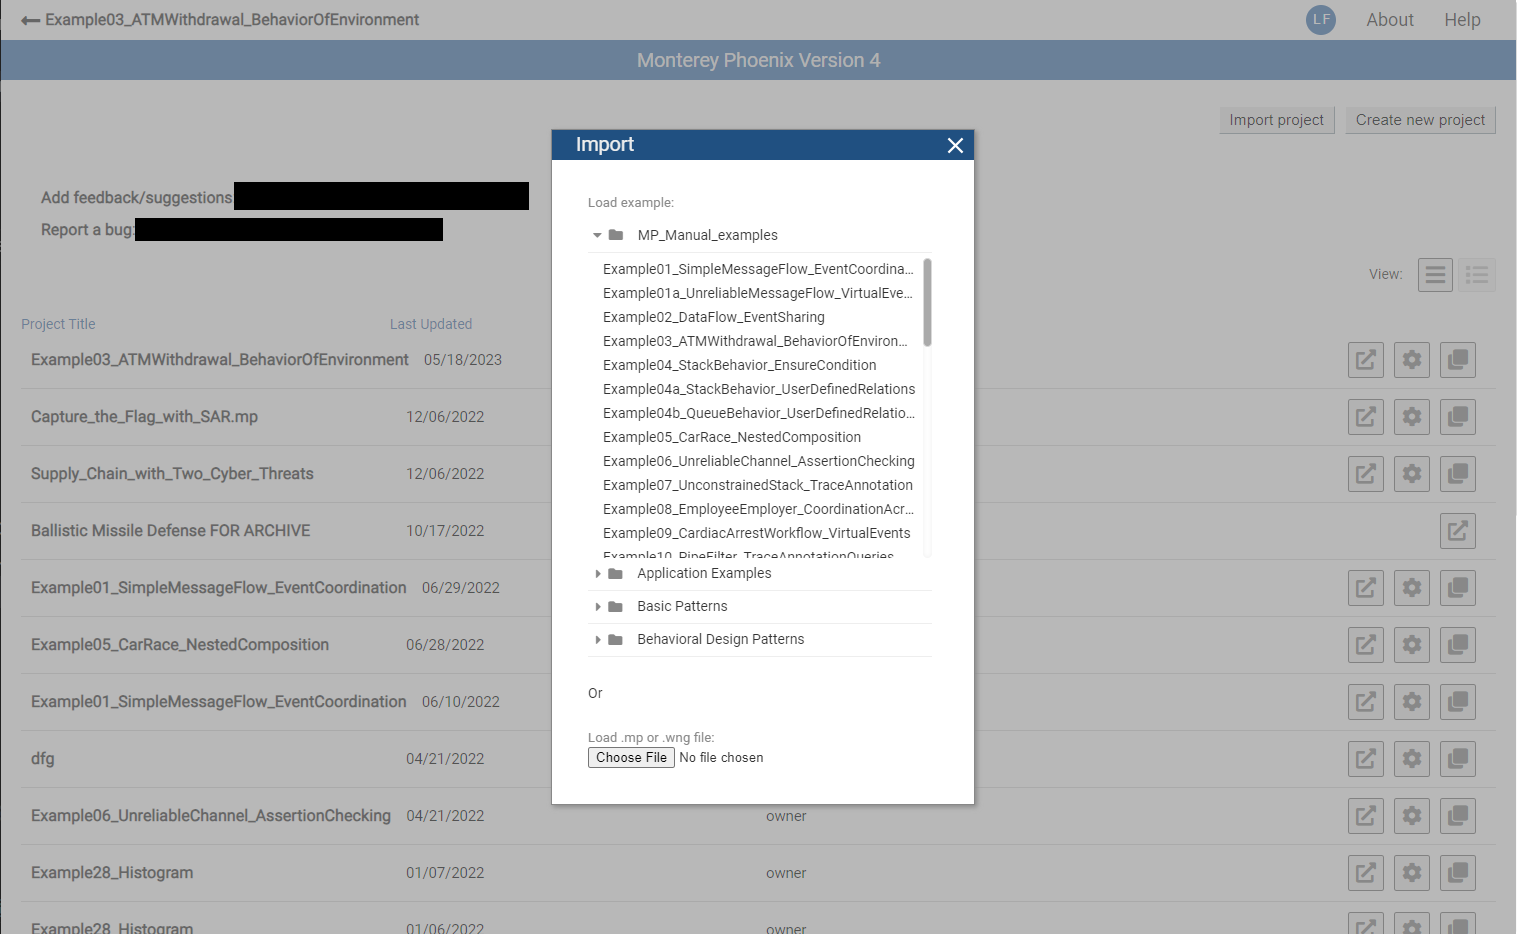 Example03_ATMWithdrawal_BehaviorOfEnvironment
LF About Help
Monterey Phoenix Version 4
Import project Create new project
Import
Add feedback/suggestions
Report a bug:
Load example:
MP_Manual_examples
Example01_SimpleMessageFlow_EventCoordina...
Example01a_UnreliableMessageFlow_VirtualEve...
Example02_DataFlow_EventSharing
Example03_ATMWithdrawal_BehaviorOfEnviron...
Example04_StackBehavior_EnsureCondition
Example04a_StackBehavior_UserDefinedRelations
Example04b_QueueBehavior_UserDefinedRelatio...
Example05_CarRace_NestedComposition
Example06_UnreliableChannel_AssertionChecking
Example07_UnconstrainedStack_TraceAnnotation
Example08_EmployeeEmployer_CoordinationAcr...
Example09_CardiacArrestWorkflow_VirtualEvents
Example10_PipeFilter_TraceAnnotationQueries
Application Examples
Basic Patterns
Behavioral Design Patterns
Or
Load .mp or .wng file:
Choose File No file chosen
View:
Project Title Last Updated
Example03_ATMWithdrawal_BehaviorOfEnvironment 05/18/2023
Capture_the_Flag_with_SAR.mp 12/06/2022
Supply_Chain_with_Two_Cyber_Threats 12/06/2022
Ballistic Missile Defense FOR ARCHIVE 10/17/2022
Example01_SimpleMessageFlow_EventCoordination 06/29/2022
Example05_CarRace_NestedComposition 06/28/2022
Example01_SimpleMessageFlow_EventCoordination 06/10/2022
dfg 04/21/2022
Example06_UnreliableChannel_AssertionChecking 04/21/2022 owner
Example28_Histogram 01/07/2022 owner
Example28_Histogram 01/06/2022 owner